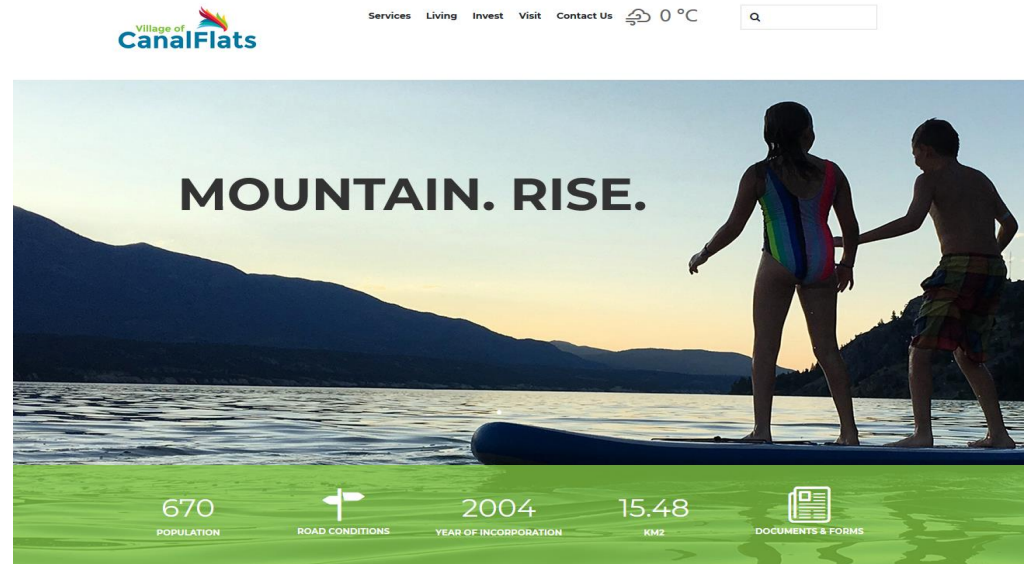 Village of
CanalFlats
Services Living Invest Visit Contact Us 0 °C
MOUNTAIN. RISE.
670
POPULATION
ROAD CONDITIONS
2004
YEAR OF INCORPORATION
15.48
KM2
DOCUMENTS & FORMS